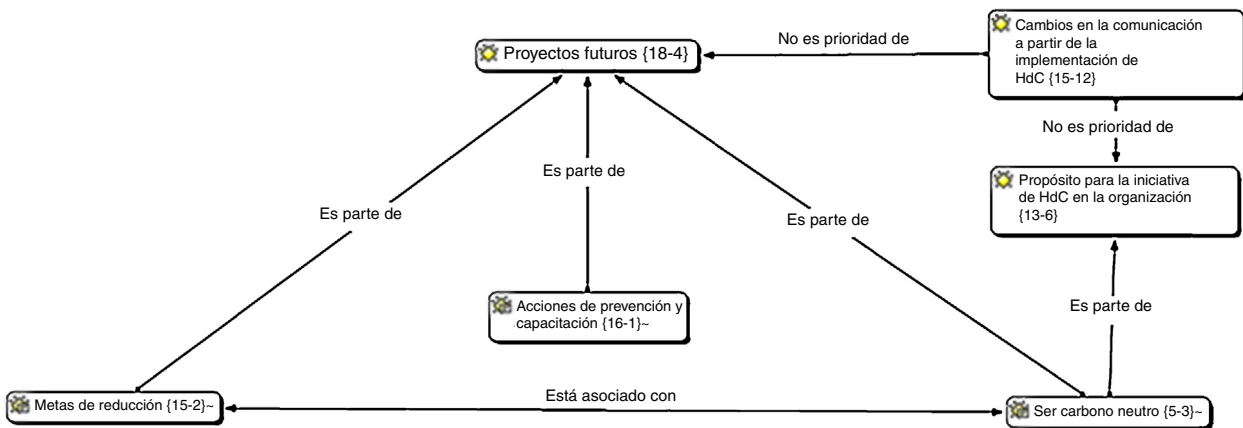 Proyectos futuros {18-4}
No es prioridad de
Cambios en la comunicación
a partir de la
implementación de
HdC {15-12}
No es prioridad de
Propósito para la iniciativa
de HdC en la organización
{13-6}
Es parte de
Es parte de
Es parte de
Es parte de
Acciones de prevención y
capacitación {16-1}~
Metas de reducción {15-2}~
Está asociado con
Ser carbono neutro {5-3}~